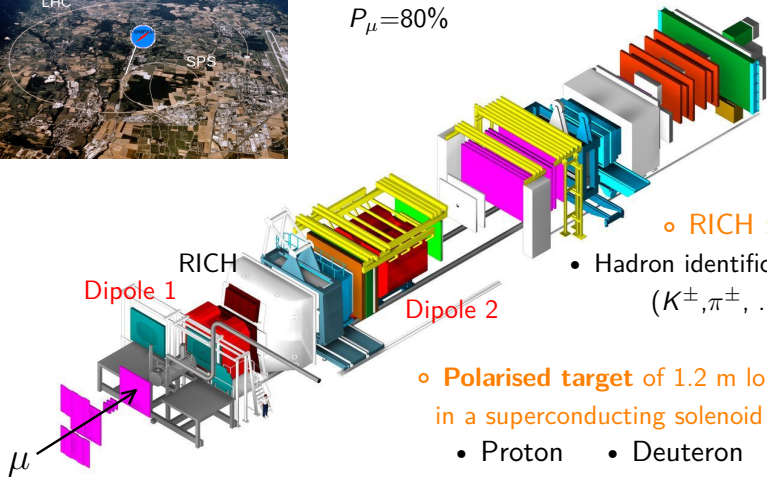 LHC
SPS
P_μ=80%
∘ RICH :
• Hadron identific
(K±,π±, ..
RICH
Dipole 1
Dipole 2
∘ Polarised target of 1.2 m lo
in a superconducting solenoid
• Proton • Deuteron
μ